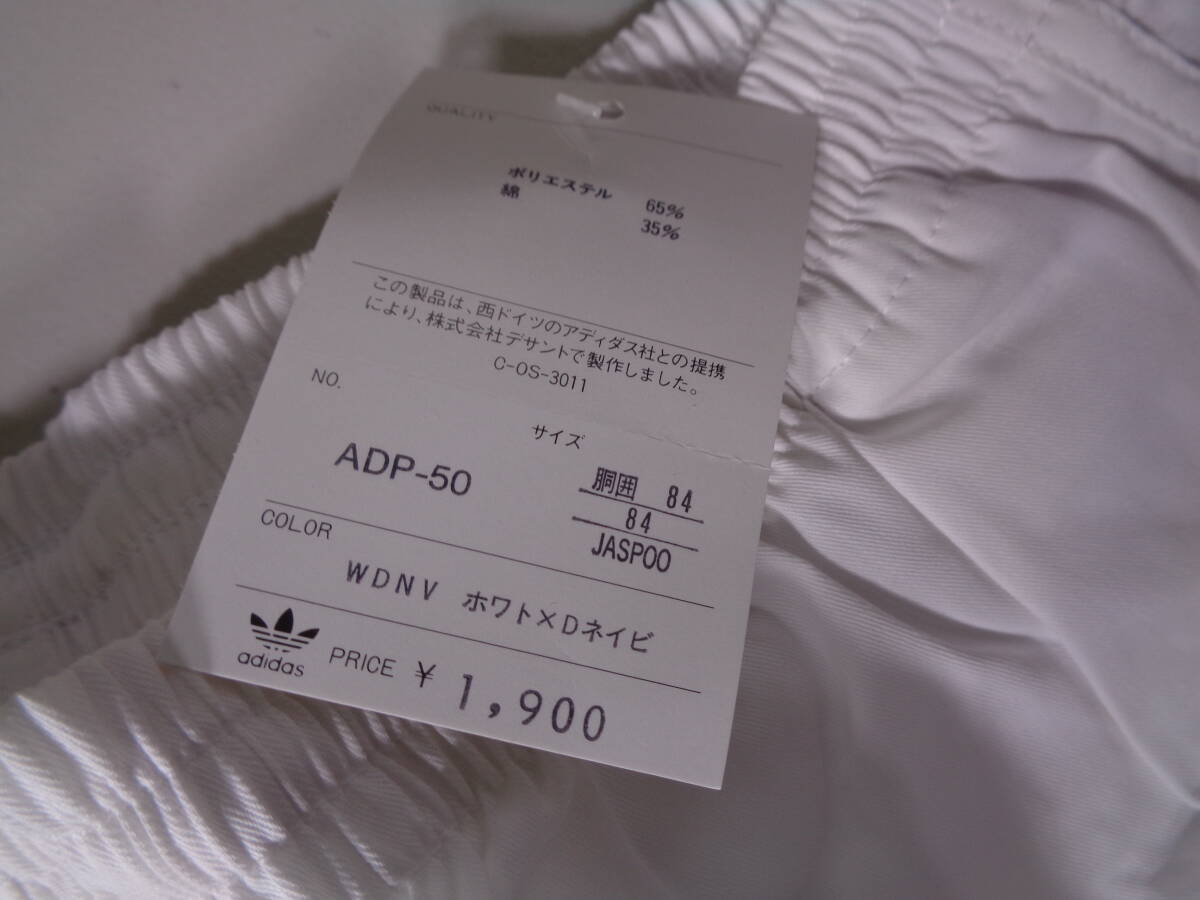 QUALITY
ポリエステル 65%
綿 35%
この製品は、西ドイツのアディダス社との提携
により、株式会社デサントで製作しました。
C-OS-3011
NO.
サイズ
ADP-50
胴囲 84
84
JASPOO
COLOR
WDNV ホワト×Dネイビ
adidas PRICE ¥ 1,900